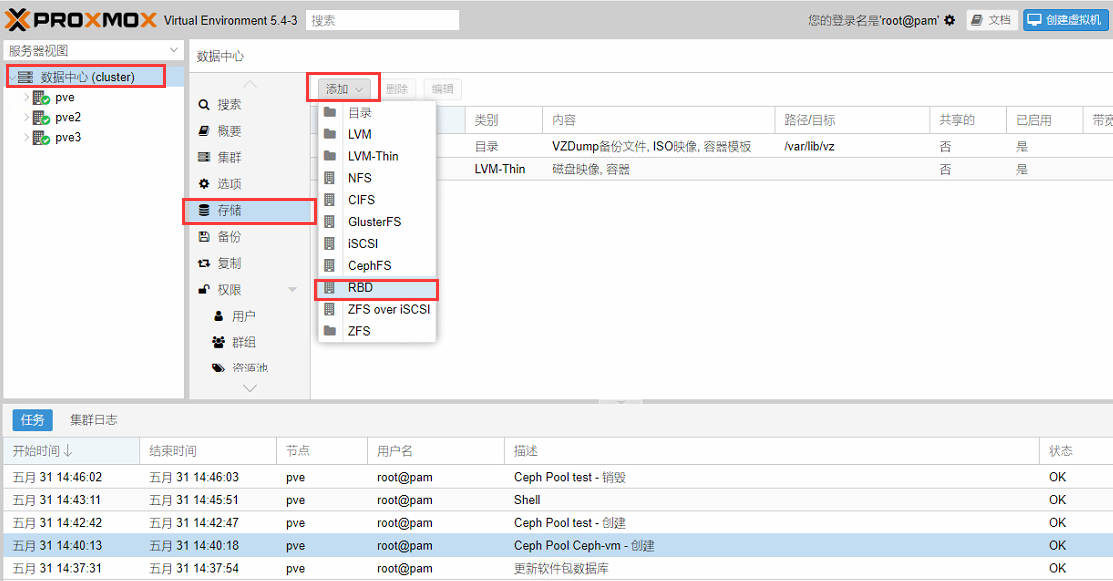 PROXMOX Virtual Environment 5.4-3 搜索 您的登录名是'root@pam' 文档 创建虚拟机
服务器视图
数据中心 (cluster)
pve
pve2
pve3
数据中心
搜索
概要
集群
选项
存储
备份
复制
权限
用户
群组
资源池
添加 删除 编辑
目录
LVM
LVM-Thin
NFS
CIFS
GlusterFS
iSCSI
CephFS
RBD
ZFS over iSCSI
ZFS
类别 内容 路径/目标 共享的 已启用 带宽
目录 VZDump备份文件, ISO映像, 容器模板 /var/lib/vz 否 是
LVM-Thin 磁盘映像, 容器 否 是
任务 集群日志
开始时间↓ 结束时间 节点 用户名 描述 状态
五月 31 14:46:02 五月 31 14:46:03 pve root@pam Ceph Pool test - 销毁 OK
五月 31 14:43:11 五月 31 14:45:51 pve root@pam Shell OK
五月 31 14:42:42 五月 31 14:42:47 pve root@pam Ceph Pool test - 创建 OK
五月 31 14:40:13 五月 31 14:40:18 pve root@pam Ceph Pool Ceph-vm - 创建 OK
五月 31 14:37:31 五月 31 14:37:54 pve root@pam 更新软件包数据库 OK